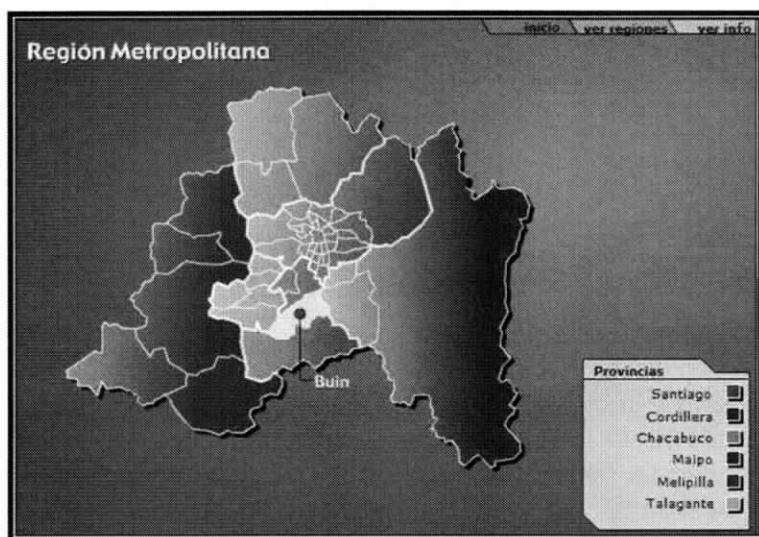 inicio ver regiones ver info
Región Metropolitana
Buin
Provincias
Santiago
Cordillera
Chacabuco
Maipo
Melipilla
Talagante